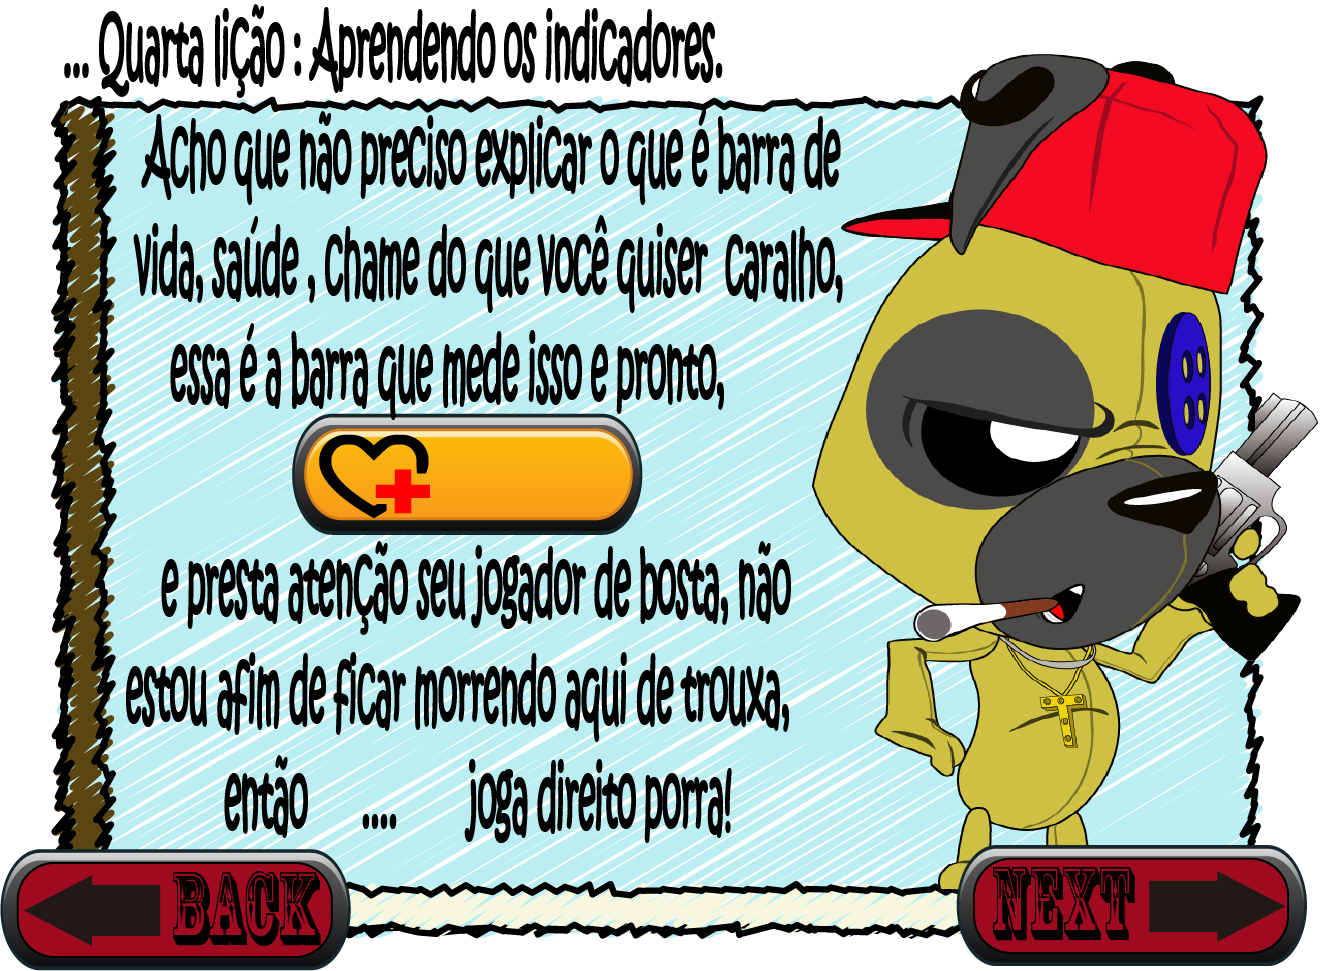 ... Quarta lição : Aprendendo os indicadores.
Acho que não preciso explicar o que é barra de
vida, saúde , chame do que você quiser caralho,
essa é a barra que mede isso e pronto,
e presta atenção seu jogador de bosta, não
estou afim de ficar morrendo aqui de trouxa,
então .... joga direito porra!
T
BACK
NEXT